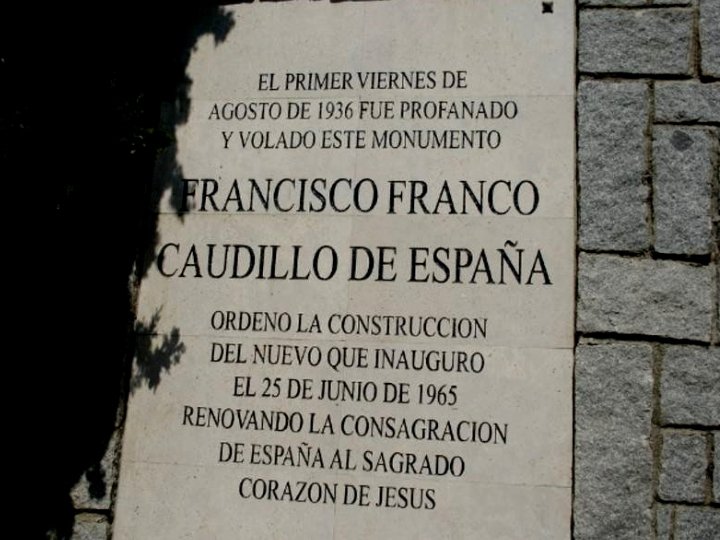 EL PRIMER VIERNES DE
AGOSTO DE 1936 FUE PROFANADO
Y VOLADO ESTE MONUMENTO
FRANCISCO FRANCO
CAUDILLO DE ESPAÑA
ORDENO LA CONSTRUCCION
DEL NUEVO QUE INAUGURO
EL 25 DE JUNIO DE 1965
RENOVANDO LA CONSAGRACION
DE ESPAÑA AL SAGRADO
CORAZON DE JESUS